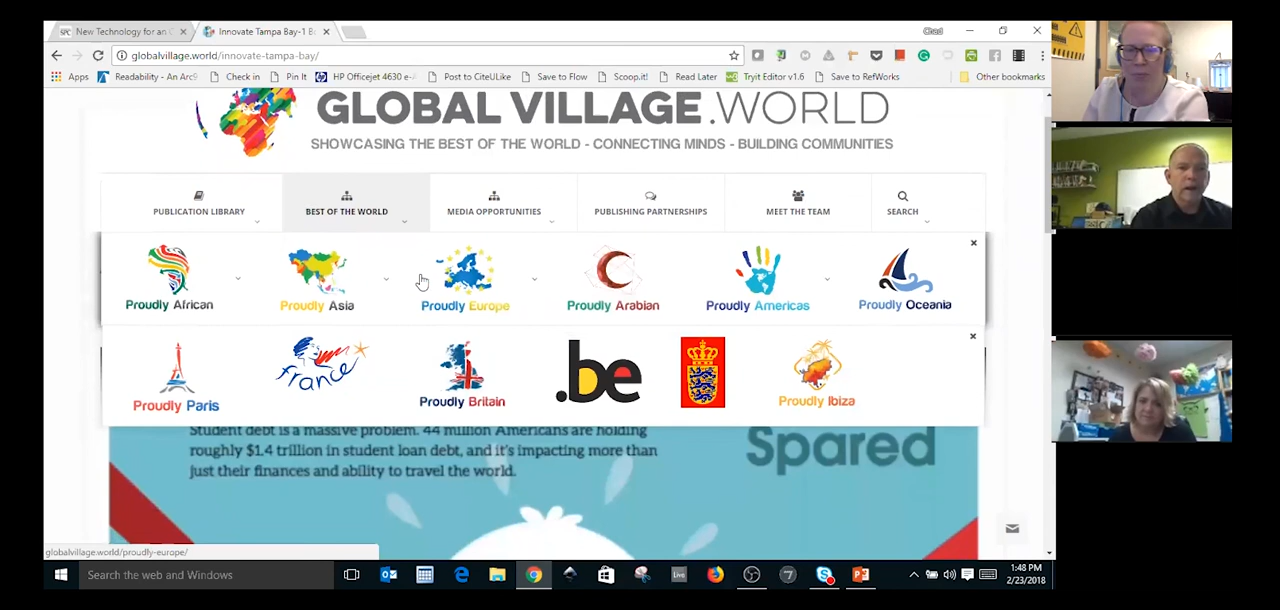 SPC New Technology for an O
Innovate Tampa Bay-1 Bo
Chad
globalvillage.world/innovate-tampa-bay/
Apps
Readability - An Arc9
Check in
Pin It
HP Officejet 4630 e-A
Post to CiteULike
Save to Flow
Scoop.it!
Read Later
Tryit Editor v1.6
Save to RefWorks
Other bookmarks
GLOBAL VILLAGE.WORLD
SHOWCASING THE BEST OF THE WORLD - CONNECTING MINDS - BUILDING COMMUNITIES
PUBLICATION LIBRARY
BEST OF THE WORLD
MEDIA OPPORTUNITIES
PUBLISHING PARTNERSHIPS
MEET THE TEAM
SEARCH
Proudly African
Proudly Asia
Proudly Europe
Proudly Arabian
Proudly Americas
Proudly Oceania
Proudly Paris
france
Proudly Britain
.be
Proudly Ibiza
Student debt is a massive problem. 44 million Americans are holding
roughly $1.4 trillion in student loan debt, and it's impacting more than
just their finances and ability to travel the world.
Spared
globalvillage.world/proudly-europe/
Search the web and Windows
Live
1:48 PM
2/23/2018